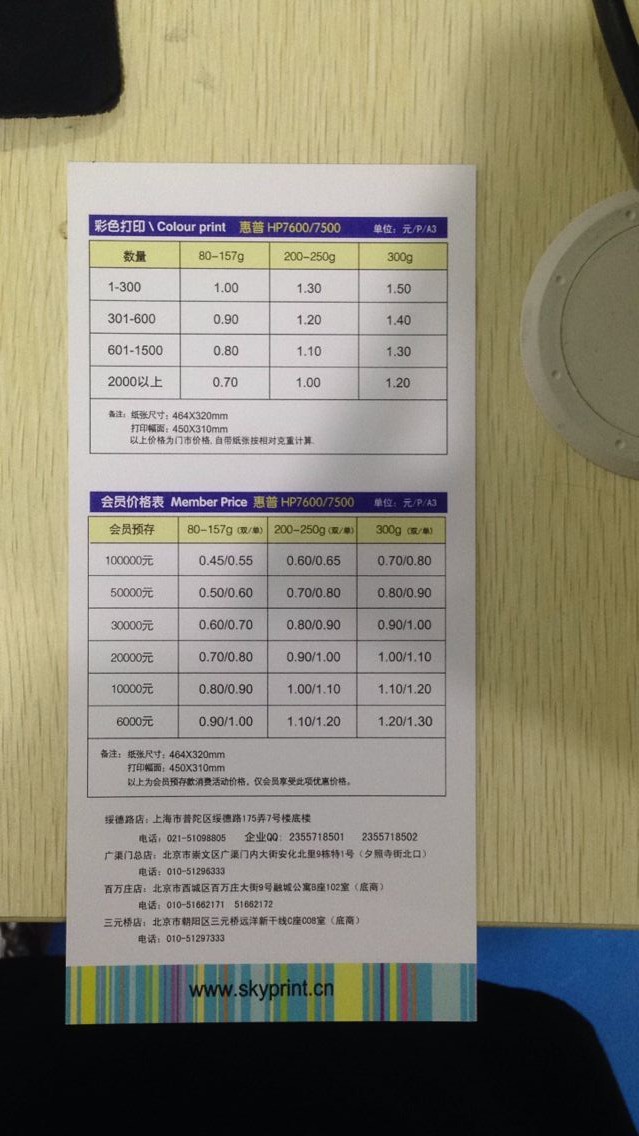 彩色打印 \ Colour print 惠普 HP7600/7500 单位：元/P/A3
数量 80-157g 200-250g 300g
1-300 1.00 1.30 1.50
301-600 0.90 1.20 1.40
601-1500 0.80 1.10 1.30
2000以上 0.70 1.00 1.20
备注：纸张尺寸：464X320mm
打印幅面：450X310mm
以上价格为门市价格，自带纸张按相对克重计算.
会员价格表 Member Price 惠普 HP7600/7500 单位：元/P/A3
会员预存 80-157g（双/单） 200-250g（双/单） 300g（双/单）
100000元 0.45/0.55 0.60/0.65 0.70/0.80
50000元 0.50/0.60 0.70/0.80 0.80/0.90
30000元 0.60/0.70 0.80/0.90 0.90/1.00
20000元 0.70/0.80 0.90/1.00 1.00/1.10
10000元 0.80/0.90 1.00/1.10 1.10/1.20
6000元 0.90/1.00 1.10/1.20 1.20/1.30
备注：纸张尺寸：464X320mm
打印幅面：450X310mm
以上为会员预存款消费活动价格，仅会员享受此项优惠价格。
绥德路店：上海市普陀区绥德路175弄7号楼底楼
电话：021-51098805 企业QQ: 2355718501 2355718502
广渠门总店：北京市崇文区广渠门内大街安化北里9栋特1号（夕照寺街北口）
电话：010-51296333
百万庄店：北京市西城区百万庄大街9号融城公寓B座102室（底商）
电话：010-51662171 51662172
三元桥店：北京市朝阳区三元桥远洋新干线C座C08室（底商）
电话：010-51297333
www.skyprint.cn